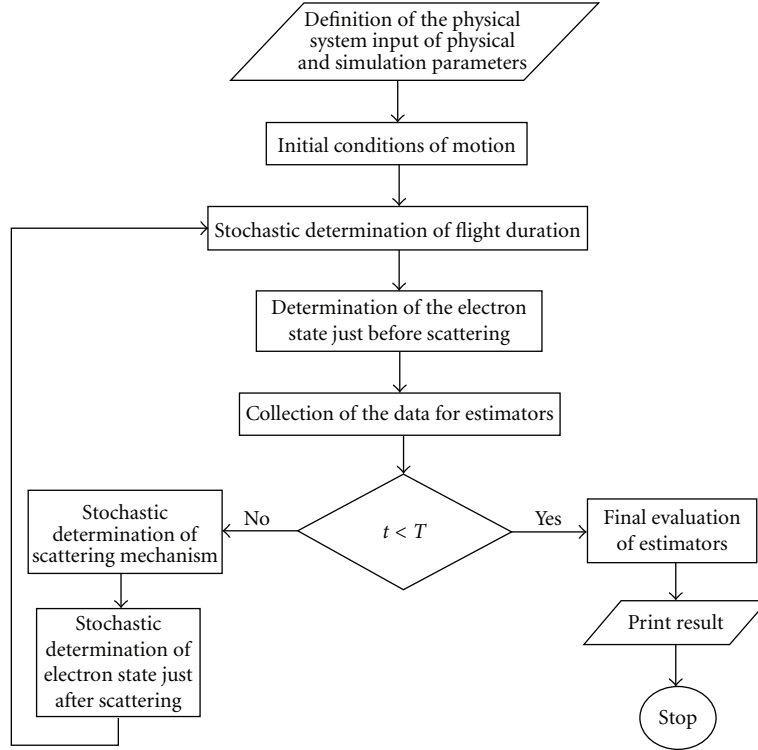 Definition of the physical
system input of physical
and simulation parameters
Initial conditions of motion
Stochastic determination of flight duration
Determination of the electron
state just before scattering
Collection of the data for estimators
t < T
No
Yes
Stochastic
determination of
scattering mechanism
Stochastic
determination of
electron state just
after scattering
Final evaluation
of estimators
Print result
Stop